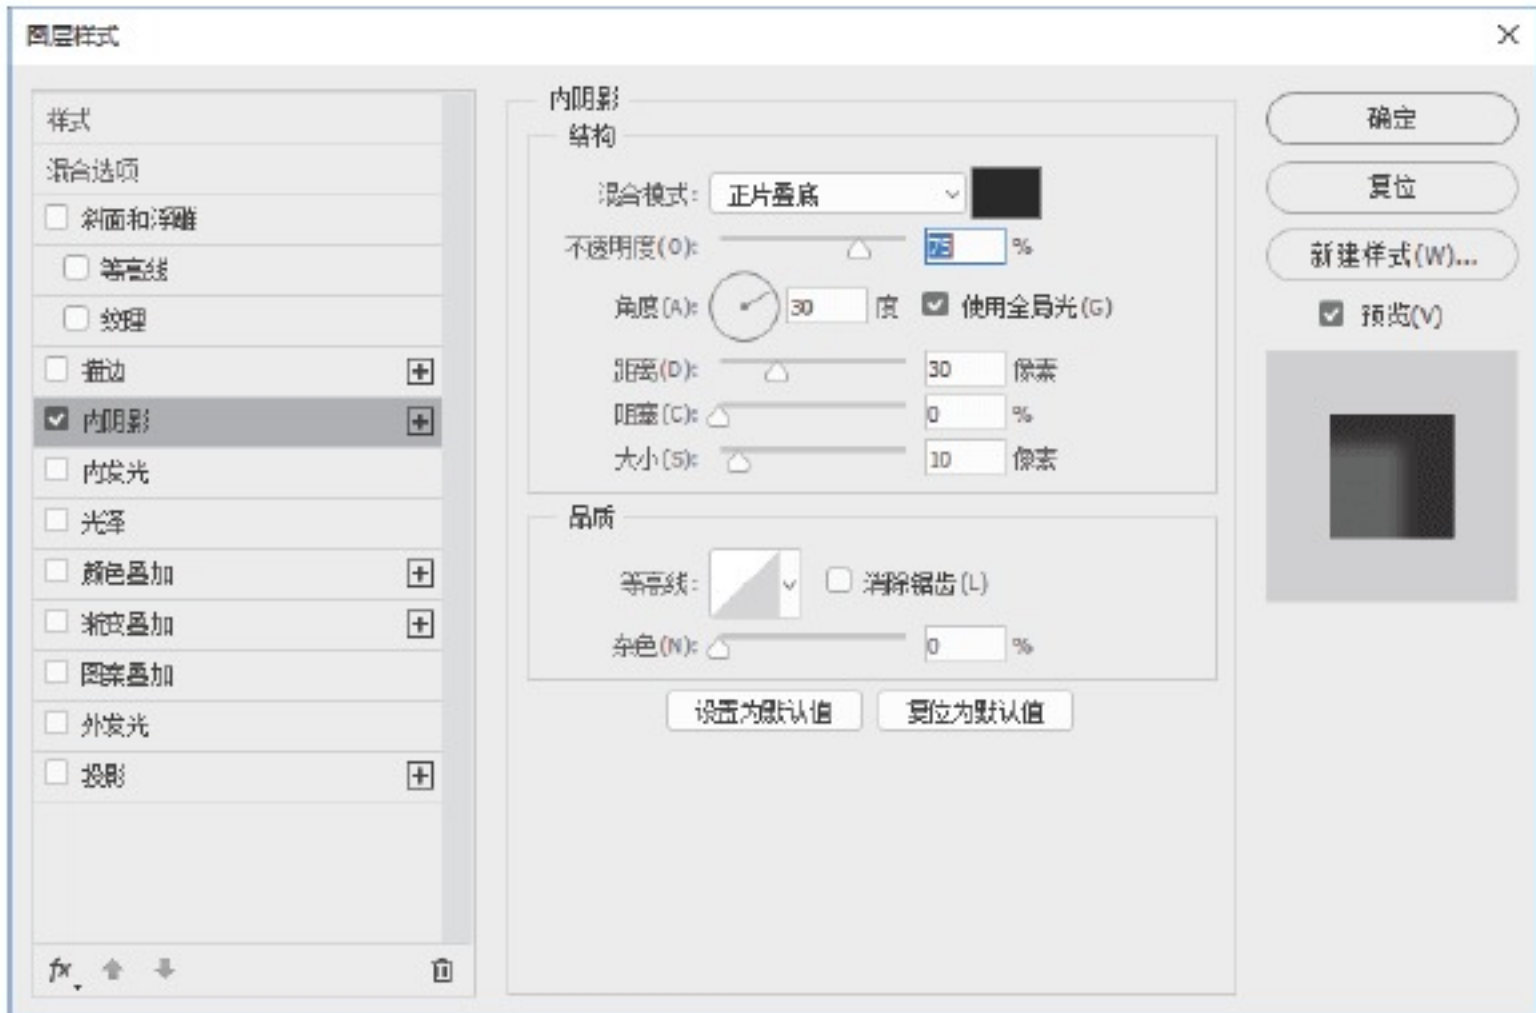 图层样式
样式
混合选项
斜面和浮雕
等高线
纹理
描边
内阴影
内发光
光泽
颜色叠加
渐变叠加
图案叠加
外发光
投影
fx
内阴影
结构
混合模式: 正片叠底
不透明度(O): 75 %
角度(A): 30 度 使用全局光(G)
距离(D): 30 像素
阻塞(C): 0 %
大小(S): 10 像素
品质
等高线: 消除锯齿(L)
杂色(N): 0 %
设置为默认值 复位为默认值
确定
复位
新建样式(W)...
预览(V)